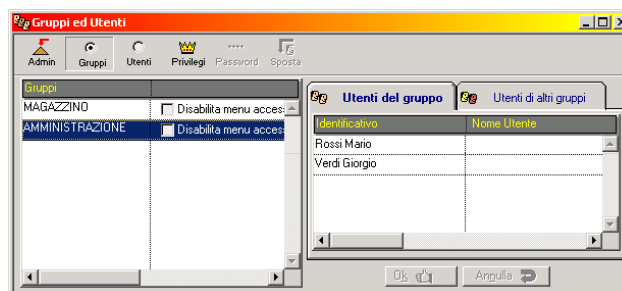 Gruppi ed Utenti
Admin Gruppi Utenti Privilegi Password Sposta
Gruppi
MAGAZZINO Disabilita menu acces
AMMINISTRAZIONE Disabilita menu acces
Utenti del gruppo Utenti di altri gruppi
Identificativo Nome Utente
Rossi Mario
Verdi Giorgio
Ok Annulla